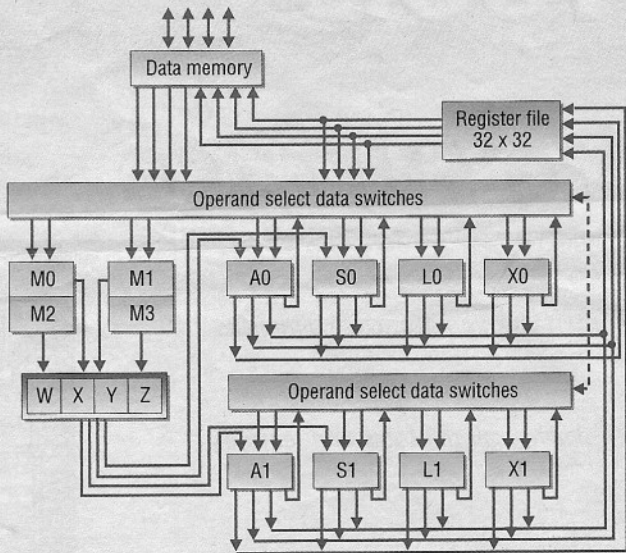 Data memory
Register file
32 x 32
Operand select data switches
M0
M1
A0
S0
L0
X0
M2
M3
W X Y Z
Operand select data switches
A1
S1
L1
X1